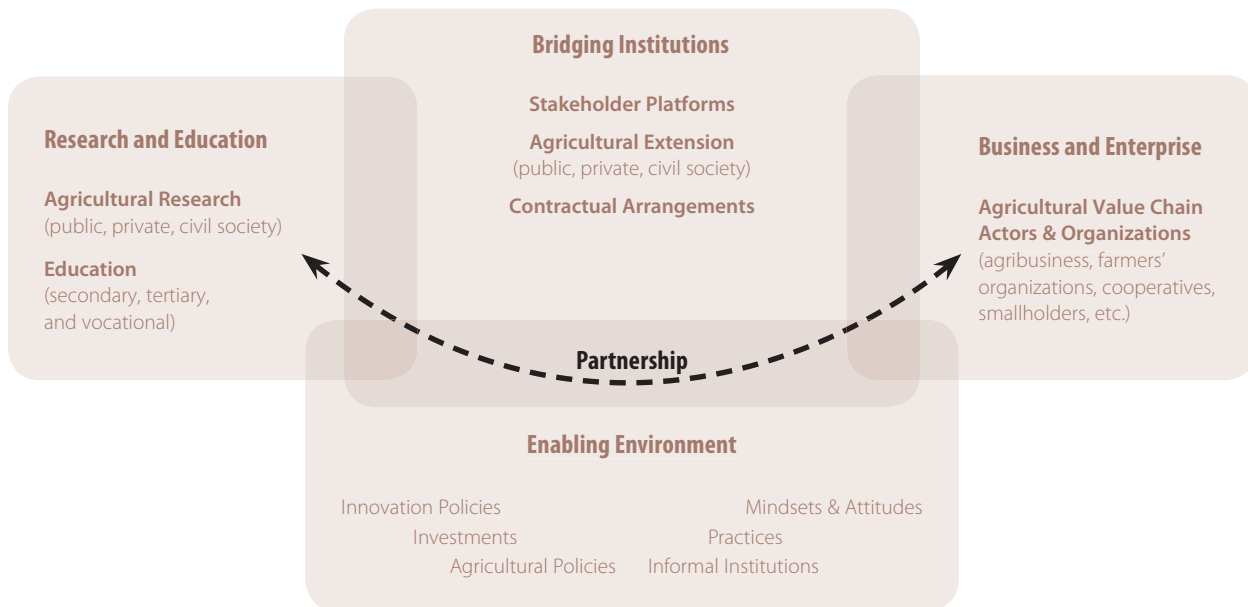 Bridging Institutions
Stakeholder Platforms
Agricultural Extension
(public, private, civil society)
Contractual Arrangements
Research and Education
Agricultural Research
(public, private, civil society)
Education
(secondary, tertiary,
and vocational)
Business and Enterprise
Agricultural Value Chain
Actors & Organizations
(agribusiness, farmers’
organizations, cooperatives,
smallholders, etc.)
Partnership
Enabling Environment
Innovation Policies
Investments
Agricultural Policies
Mindsets & Attitudes
Practices
Informal Institutions